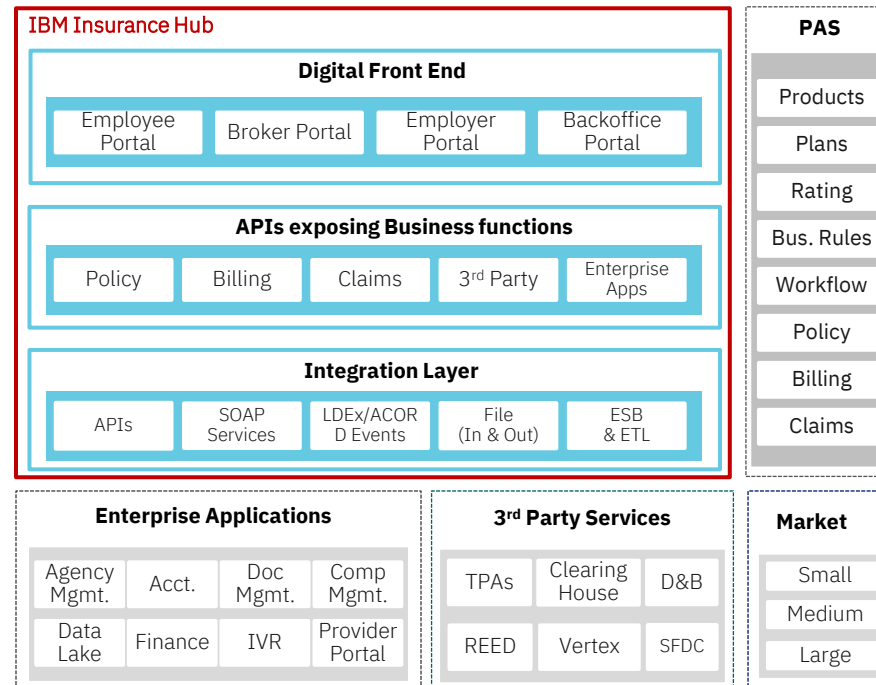 IBM Insurance Hub
Digital Front End
Employee
Portal
Broker Portal
Employer
Portal
Backoffice
Portal
APIs exposing Business functions
Policy
Billing
Claims
3rd Party
Enterprise
Apps
Integration Layer
APIs
SOAP
Services
LDEx/ACOR
D Events
File
(In & Out)
ESB
& ETL
PAS
Products
Plans
Rating
Bus. Rules
Workflow
Policy
Billing
Claims
Enterprise Applications
Agency
Mgmt.
Acct.
Doc
Mgmt.
Comp
Mgmt.
Data
Lake
Finance
IVR
Provider
Portal
3rd Party Services
TPAs
Clearing
House
D&B
REED
Vertex
SFDC
Market
Small
Medium
Large